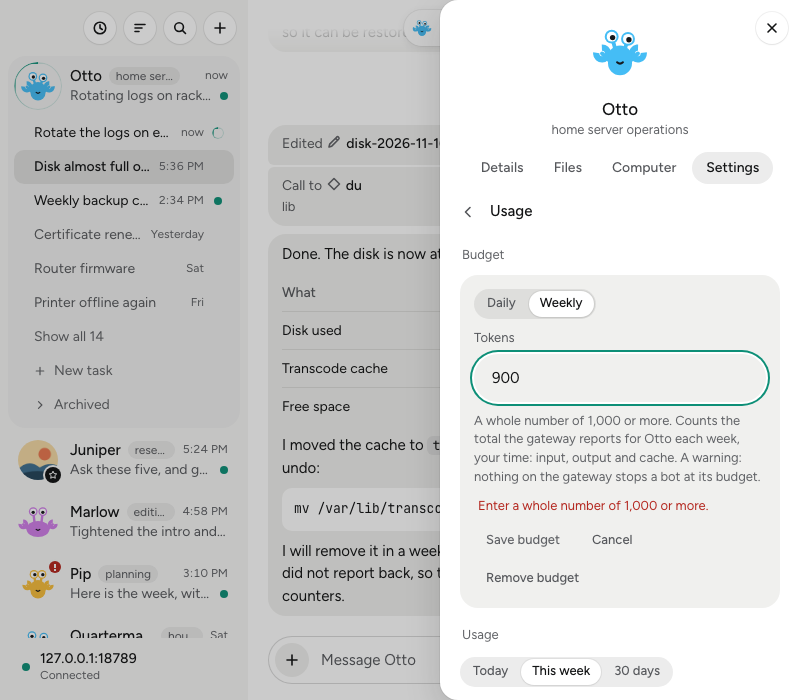 Otto home ser... now
Rotating logs on rack...
Rotate the logs on e... now
Disk almost full o... 5:36 PM
Weekly backup c... 2:34 PM
Certificate rene... Yesterday
Router firmware Sat
Printer offline again Fri
Show all 14
New task
Archived
Juniper rese... 5:24 PM
Ask these five, and g...
Marlow editi... 4:58 PM
Tightened the intro and...
Pip planning 3:10 PM
Here is the week, wit...
Quarterma hou... Sat
127.0.0.1:18789
Connected
so it can be restor
Edited disk-2026-11-1
Call to du
lib
Done. The disk is now at
What
Disk used
Transcode cache
Free space
I moved the cache to
undo:
mv /var/lib/transco
I will remove it in a week
did not report back, so t
counters.
Message Otto
Otto
home server operations
Details Files Computer Settings
Usage
Budget
Daily Weekly
Tokens
900
A whole number of 1,000 or more. Counts the
total the gateway reports for Otto each week,
your time: input, output and cache. A warning:
nothing on the gateway stops a bot at its budget.
Enter a whole number of 1,000 or more.
Save budget Cancel
Remove budget
Usage
Today This week 30 days